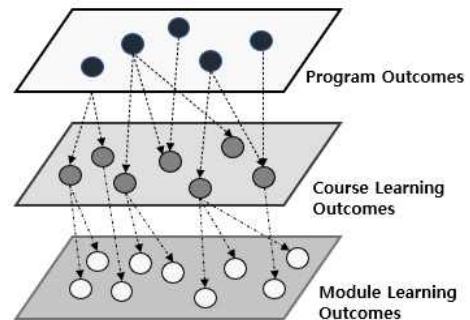 Program Outcomes
Course Learning
Outcomes
Module Learning
Outcomes